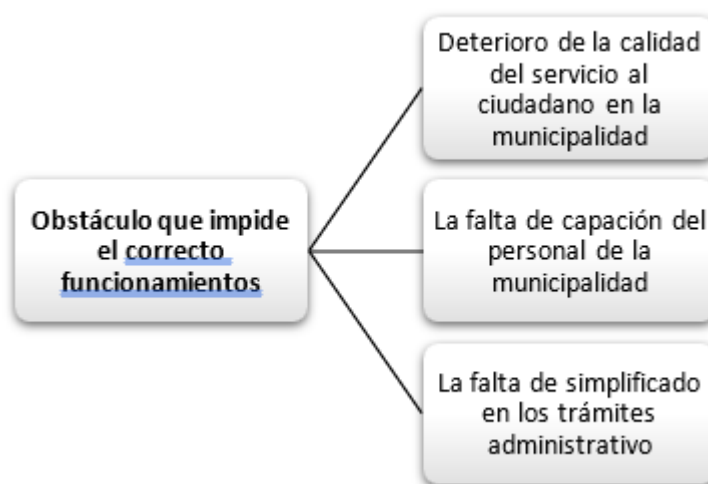 Obstáculo que impide
el correcto
funcionamientos
Deterioro de la calidad
del servicio al
ciudadano en la
municipalidad
La falta de capación del
personal de la
municipalidad
La falta de simplificado
en los trámites
administrativo